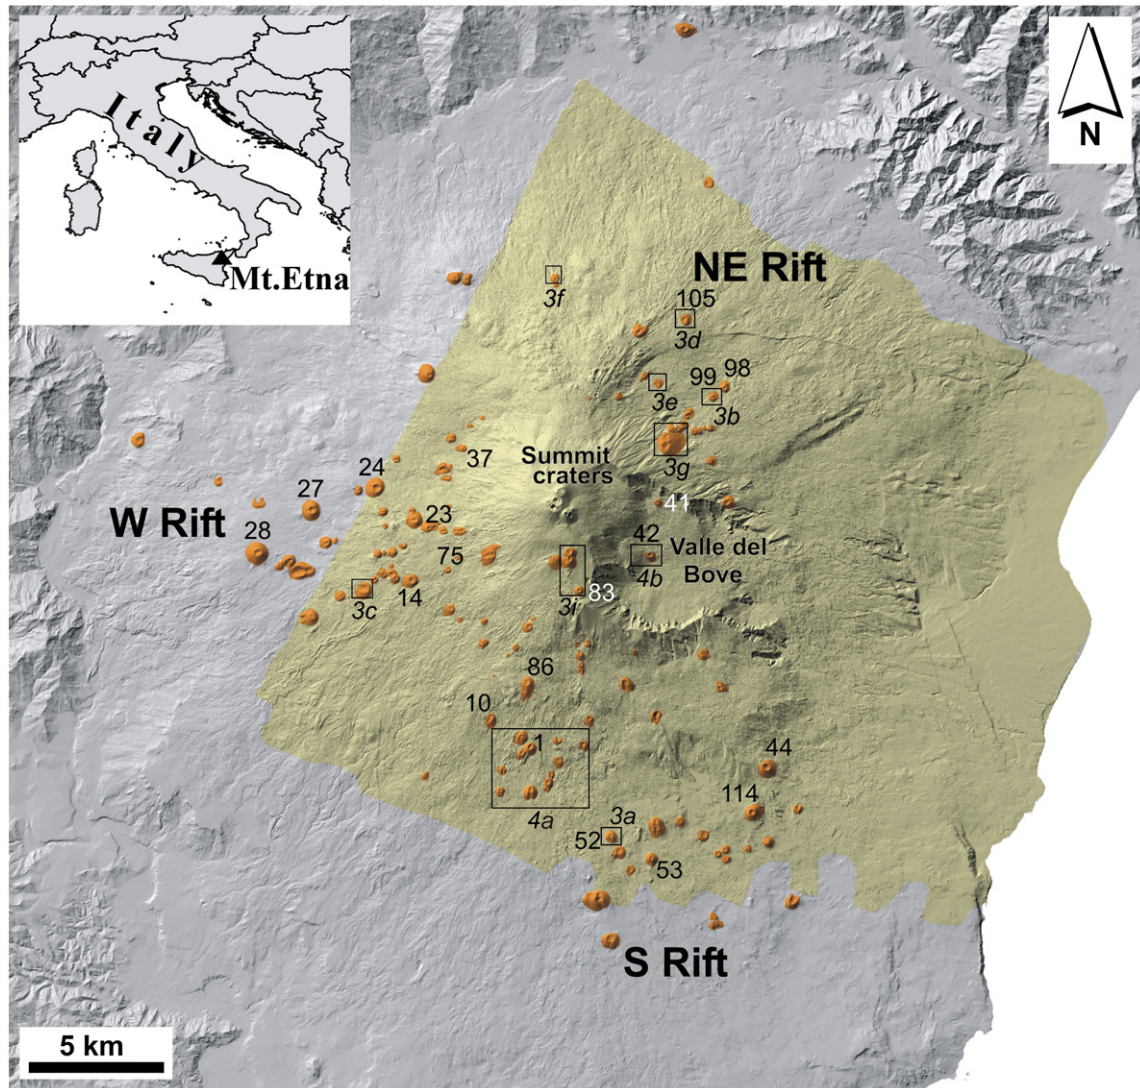 Italy
Mt.Etna
N
NE Rift
3f
105
3d
98
99
3e
3b
3g
37
Summit
craters
24
41
27
W Rift
23
28
75
42
Valle del
Bove
4b
3i
83
3c
14
86
10
1
44
4a
114
3a
52
53
S Rift
5 km